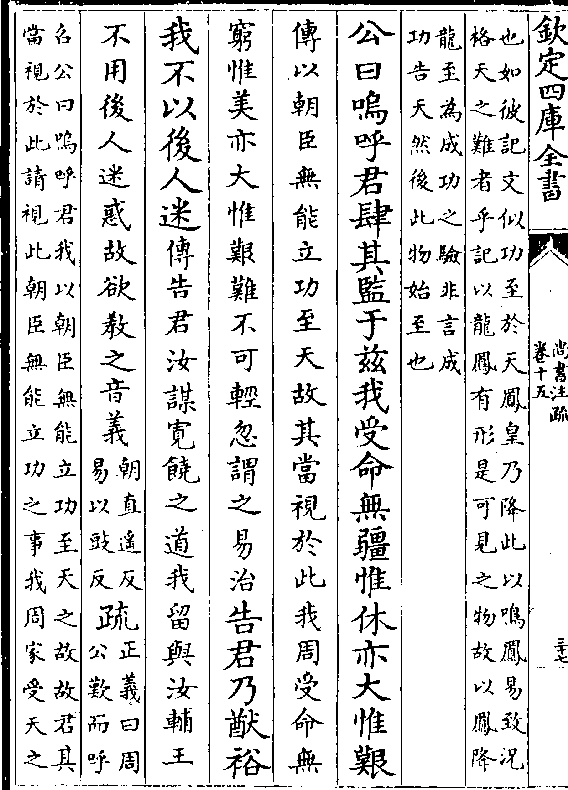 欽定四庫全書
尚書注疏
卷十五
三十七
也如彼記文似功至於天鳳皇乃降此以鳴鳳易致況
格天之難者乎記以龍鳳有形是可見之物故以鳳降
龍至為成功之驗非言成
功告天然後此物始至也
公曰嗚呼君肆其監于兹我受命無疆惟休亦大惟艱
傳以朝臣無能立功至天故其當視於此我周受命無
窮惟美亦大惟艱難不可輕忽謂之易治告君乃猷裕
我不以後人迷傳告君汝謀寛饒之道我留與汝輔王
不用後人迷惑故欲教之音義朝直遥反易以豉反疏正義曰周公歎而呼
召公曰嗚呼君我以朝臣無能立功至天之故故君其
當視於此請視此朝臣無能立功之事我周家受天之